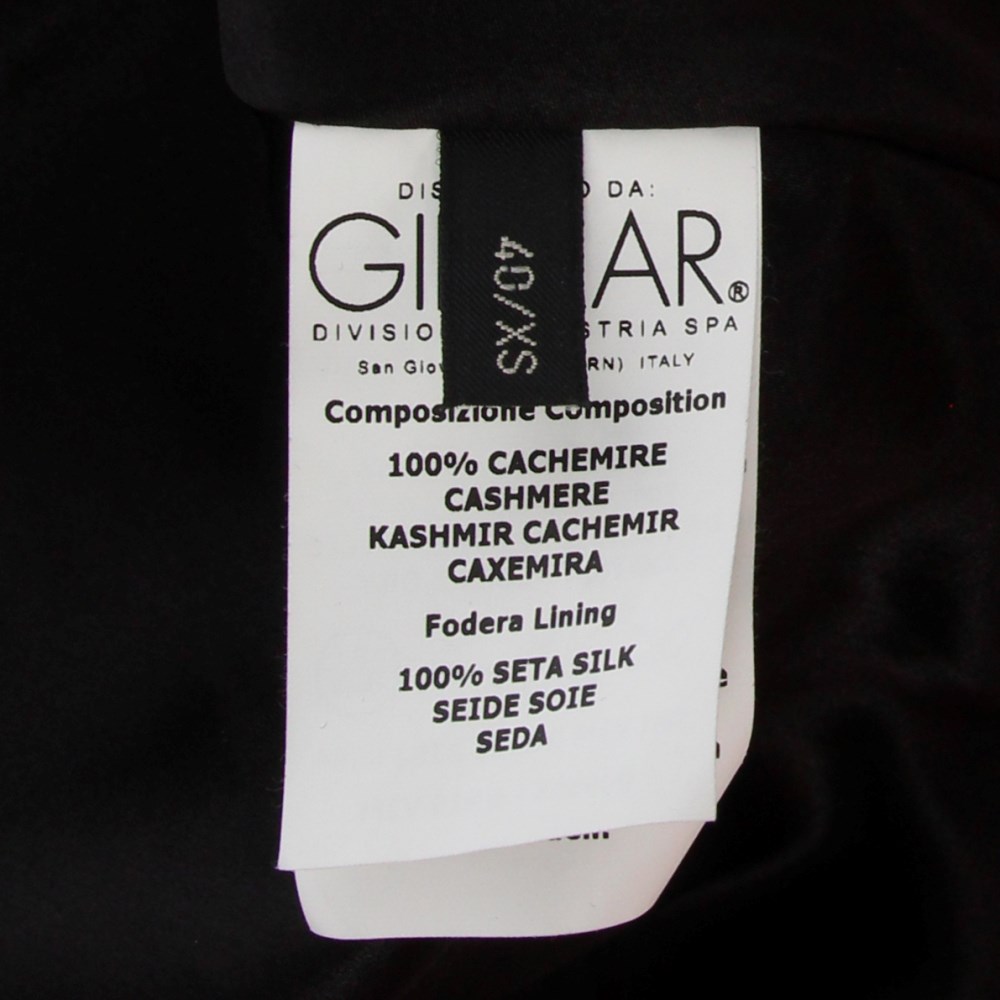 DA:
40/XS
SPA
San
ITALY
Composizione Composition
100% CACHEMIRE
CASHMERE
KASHMIR CACHEMIR
CAXEMIRA
Fodera Lining
100% SETA SILK
SEIDE SOIE
SEDA